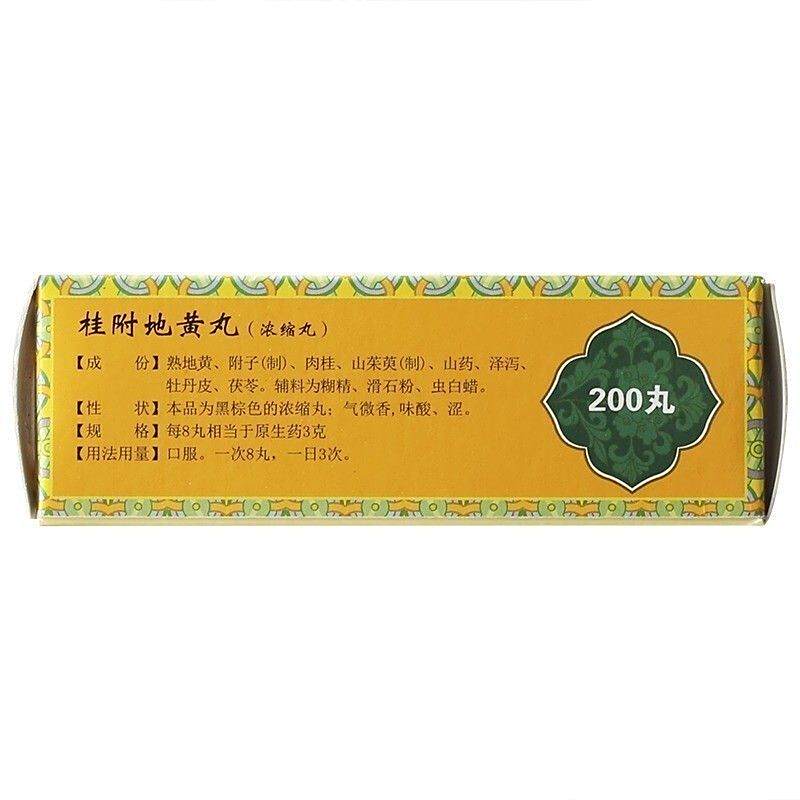 桂附地黄丸(浓缩丸)
【成　份】熟地黄、附子(制)、肉桂、山茱萸(制)、山药、泽泻、
牡丹皮、茯苓。辅料为糊精、滑石粉、虫白蜡。
【性　状】本品为黑棕色的浓缩丸；气微香,味酸、涩。
【规　格】每8丸相当于原生药3克
【用法用量】口服。一次8丸，一日3次。
200丸